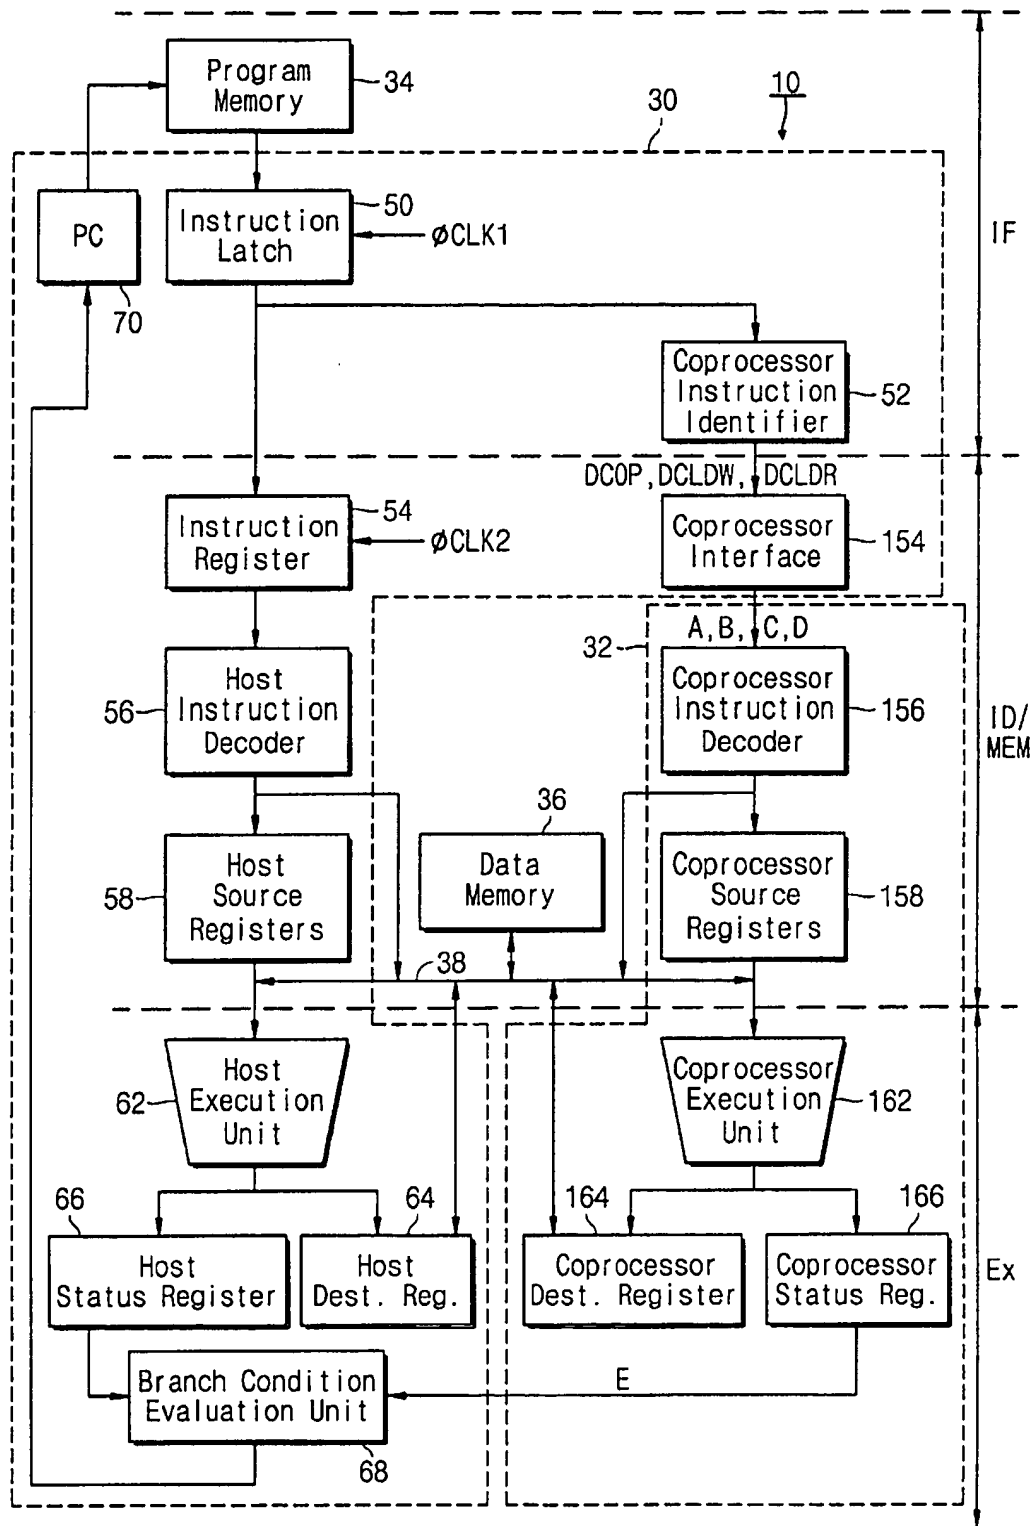 Program
Memory
34
10
30
PC
70
Instruction
Latch
50
øCLK1
IF
Coprocessor
Instruction
Identifier
52
DCOP, DCLDW, DCLDR
Instruction
Register
54
øCLK2
Coprocessor
Interface
154
A, B, C, D
32
56
Host
Instruction
Decoder
Coprocessor
Instruction
Decoder
156
ID/
MEM
36
58
Host
Source
Registers
Data
Memory
Coprocessor
Source
Registers
158
38
62
Host
Execution
Unit
Coprocessor
Execution
Unit
162
66
64
164
166
Host
Status Register
Host
Dest. Reg.
Coprocessor
Dest. Register
Coprocessor
Status Reg.
Ex
Branch Condition
Evaluation Unit
E
68